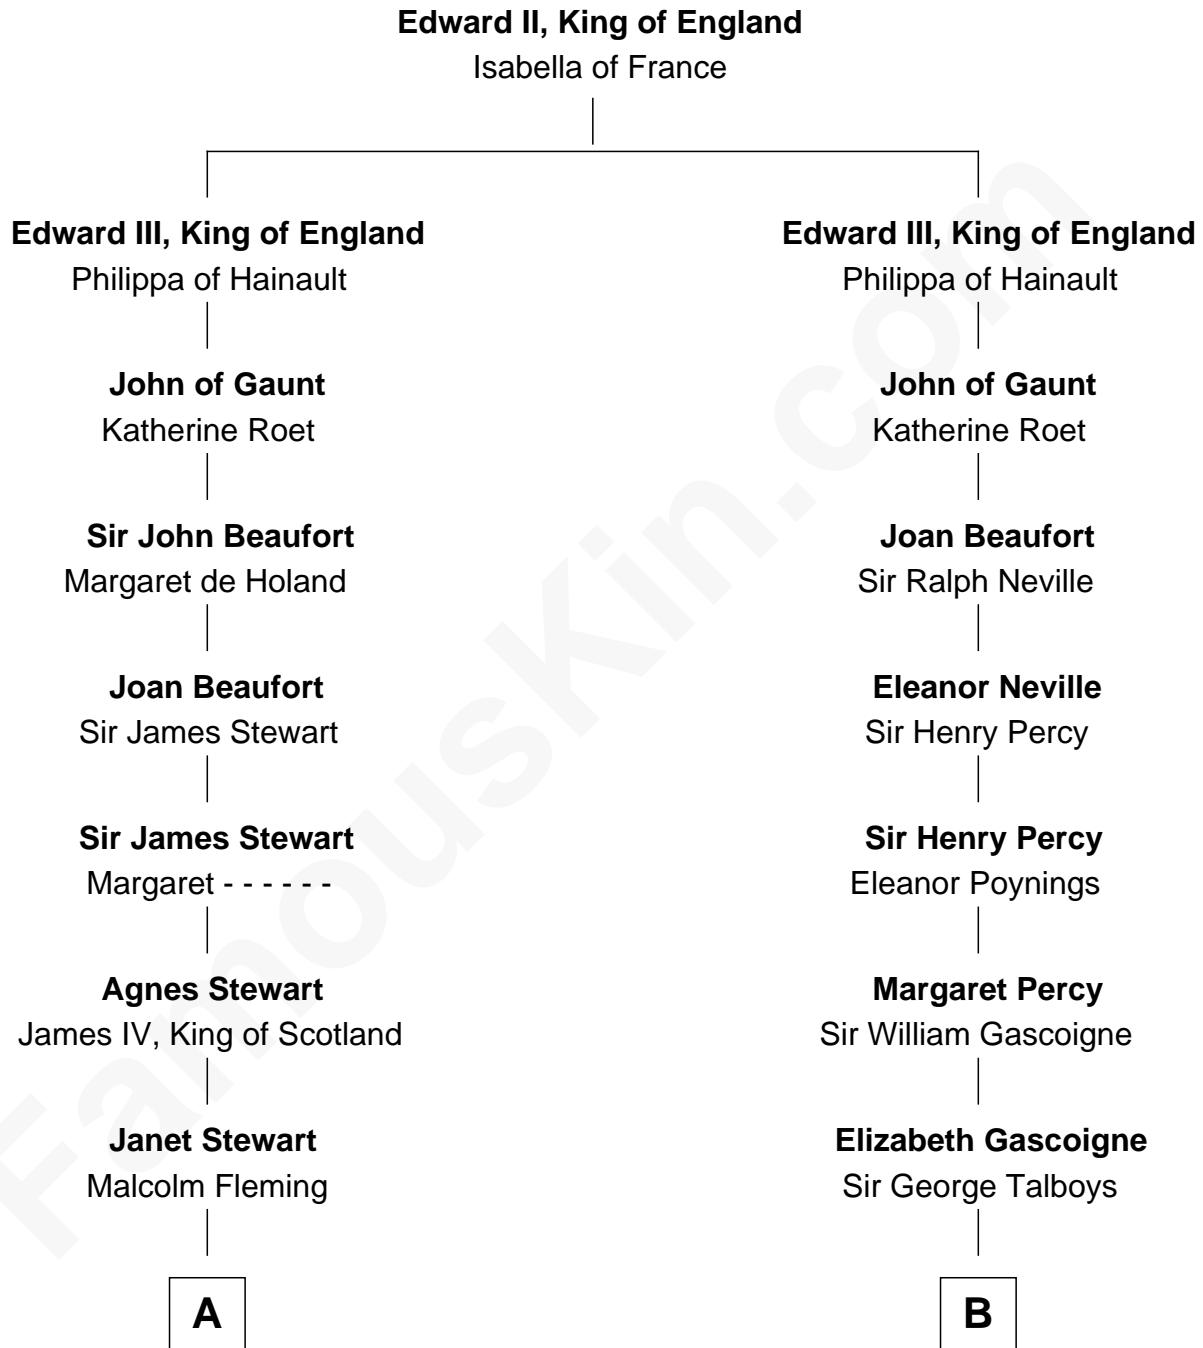 Edward II, King of England
Isabella of France
Edward III, King of England
Philippa of Hainault
John of Gaunt
Katherine Roet
Sir John Beaufort
Margaret de Holand
Joan Beaufort
Sir James Stewart
Sir James Stewart
Margaret - - - - - -
Agnes Stewart
James IV, King of Scotland
Janet Stewart
Malcolm Fleming
A
Edward III, King of England
Philippa of Hainault
John of Gaunt
Katherine Roet
Joan Beaufort
Sir Ralph Neville
Eleanor Neville
Sir Henry Percy
Sir Henry Percy
Eleanor Poynings
Margaret Percy
Sir William Gascoigne
Elizabeth Gascoigne
Sir George Talboys
B
FamousKin.com